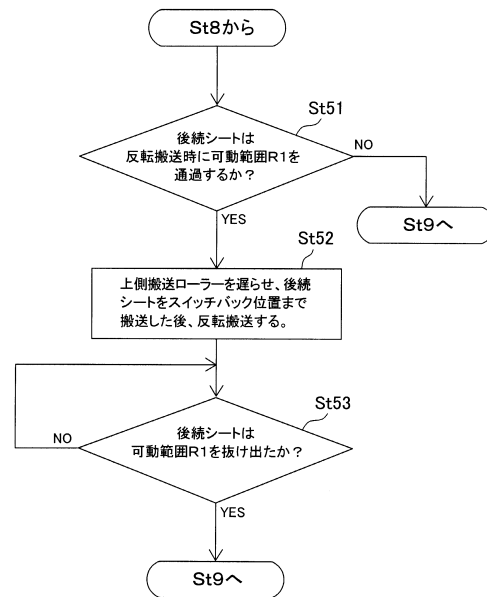 St8から
St51
後続シートは
反転搬送時に可動範囲R1を
通過するか？
NO
St9へ
YES
St52
上側搬送ローラーを遅らせ、後続
シートをスイッチバック位置まで
搬送した後、反転搬送する。
St53
後続シートは
可動範囲R1を抜け出たか？
NO
YES
St9へ